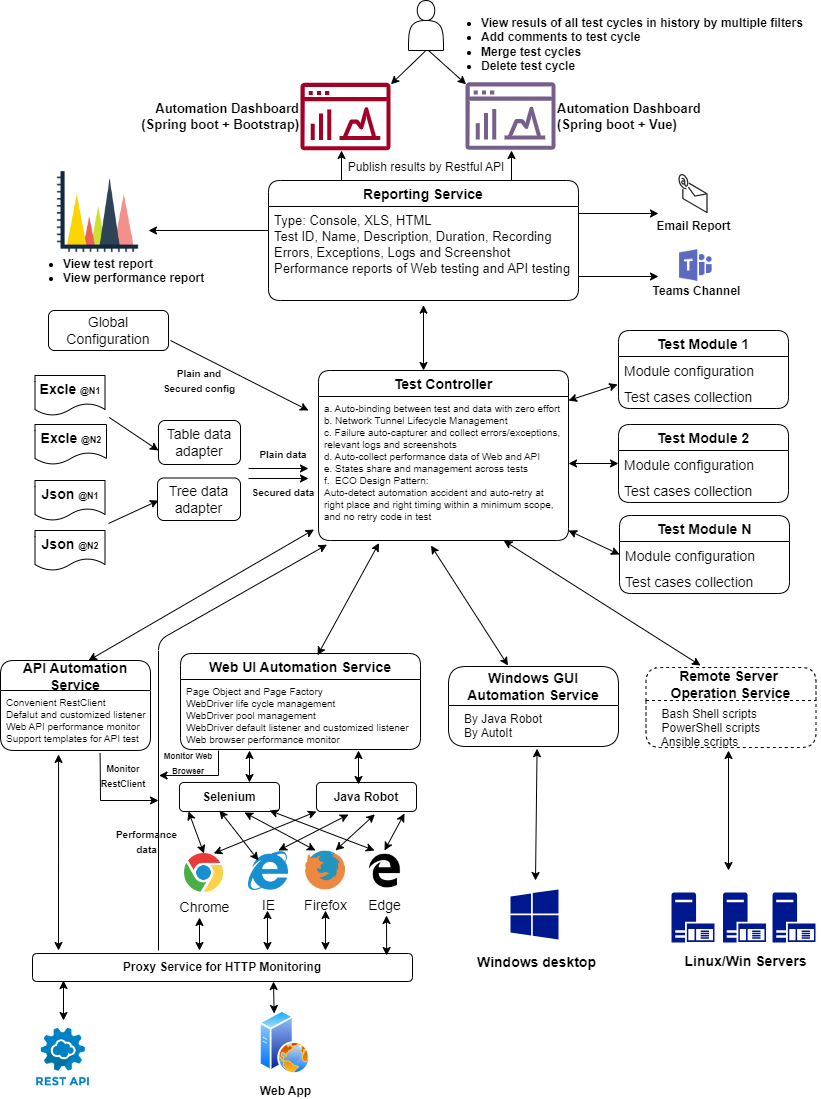 View resuls of all test cycles in history by multiple filters
Add comments to test cycle
Merge test cycles
Delete test cycle
Automation Dashboard
(Spring boot + Bootstrap)
Automation Dashboard
(Spring boot + Vue)
Publish results by Restful API
Reporting Service
Type: Console, XLS, HTML
Test ID, Name, Description, Duration, Recording
Errors, Exceptions, Logs and Screenshot
Performance reports of Web testing and API testing
View test report
View performance report
Email Report
Teams Channel
Global
Configuration
Plain and
Secured config
Excle @N1
Excle @N2
Json @N1
Json @N2
Table data
adapter
Tree data
adapter
Plain data
Secured data
Test Controller
a. Auto-binding between test and data with zero effort
b. Network Tunnel Lifecycle Management
c. Failure auto-capturer and collect errors/exceptions,
relevant logs and screenshots
d. Auto-collect performance data of Web and API
e. States share and management across tests
f. ECO Design Pattern:
Auto-detect automation accident and auto-retry at
right place and right timing within a minimum scope,
and no retry code in test
Test Module 1
Module configuration
Test cases collection
Test Module 2
Module configuration
Test cases collection
Test Module N
Module configuration
Test cases collection
API Automation
Service
Convenient RestClient
Defalut and customized listener
Web API performance monitor
Support templates for API test
Web UI Automation Service
Page Object and Page Factory
WebDriver life cycle management
WebDriver pool management
WebDriver default listener and customized listener
Web browser performance monitor
Windows GUI
Automation Service
By Java Robot
By AutoIt
Remote Server
Operation Service
Bash Shell scripts
PowerShell scripts
Ansible scripts
Monitor
RestClient
Monitor Web
Browser
Selenium
Java Robot
Performance
data
Chrome
IE
Firefox
Edge
Proxy Service for HTTP Monitoring
Windows desktop
Linux/Win Servers
REST API
Web App